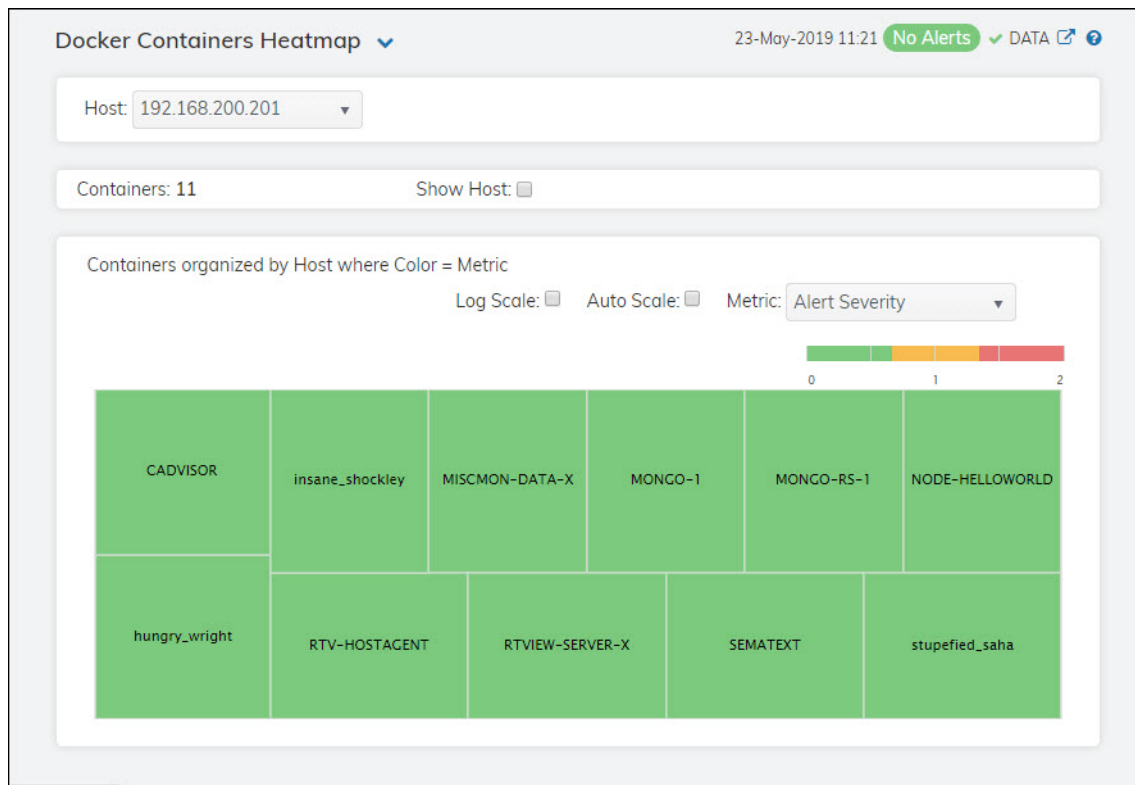 Docker Containers Heatmap
23-May-2019 11:21 No Alerts DATA
Host: 192.168.200.201
Containers: 11 Show Host:
Containers organized by Host where Color = Metric
Log Scale: Auto Scale: Metric: Alert Severity
0 1 2
CADVISOR insane_shockley MISCMON-DATA-X MONGO-1 MONGO-RS-1 NODE-HELLOWORLD
hungry_wright RTV-HOSTAGENT RTVIEW-SERVER-X SEMATEXT stupefied_saha